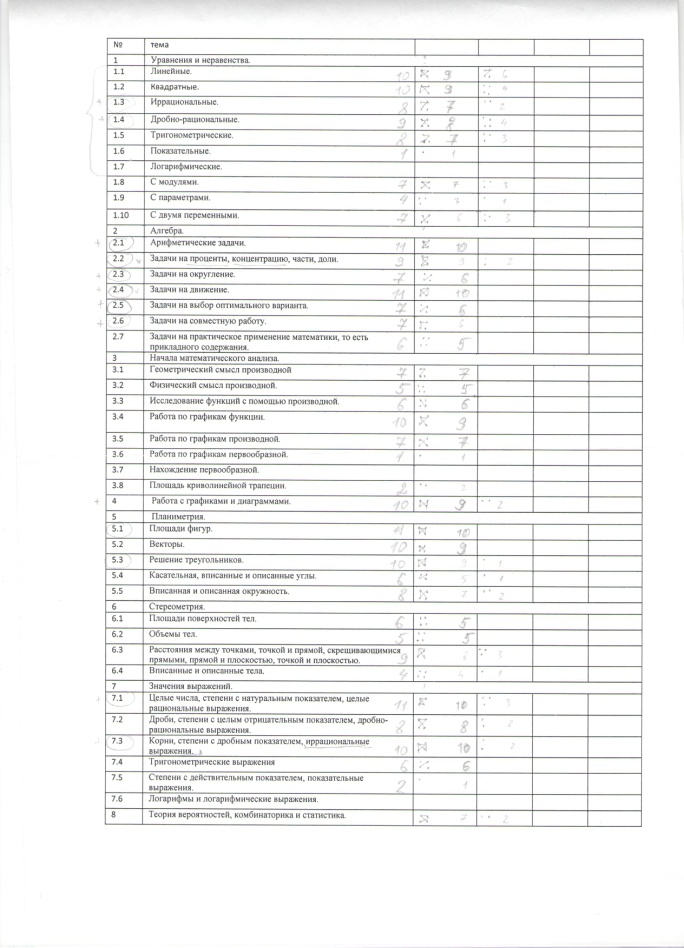 № тема
1 Уравнения и неравенства.
1.1 Линейные. 10 9 6
1.2 Квадратные. 10 9
1.3 Иррациональные. 8 7 2
1.4 Дробно-рациональные. 9 8 4
1.5 Тригонометрические. 8 7 3
1.6 Показательные. 1 1
1.7 Логарифмические.
1.8 С модулями. 7 7 3
1.9 С параметрами. 4 3 1
1.10 С двумя переменными. 7 6 3
2 Алгебра.
2.1 Арифметические задачи. 11 10
2.2 Задачи на проценты, концентрацию, части, доли. 9 9 2
2.3 Задачи на округление. 7 6
2.4 Задачи на движение. 11 10
2.5 Задачи на выбор оптимального варианта. 7 6
2.6 Задачи на совместную работу. 7 6
2.7 Задачи на практическое применение математики, то есть
прикладного содержания. 6 5
3 Начала математического анализа.
3.1 Геометрический смысл производной 7 7
3.2 Физический смысл производной. 5 5
3.3 Исследование функций с помощью производной. 6 6
3.4 Работа по графикам функции. 10 9
3.5 Работа по графикам производной. 7 7
3.6 Работа по графикам первообразной. 1 1
3.7 Нахождение первообразной.
3.8 Площадь криволинейной трапеции. 2 2
4 Работа с графиками и диаграммами. 10 9 2
5 Планиметрия.
5.1 Площади фигур. 11 10
5.2 Векторы. 10 9
5.3 Решение треугольников. 10 9 1
5.4 Касательная, вписанные и описанные углы. 6 5 1
5.5 Вписанная и описанная окружность. 8 7 2
6 Стереометрия.
6.1 Площади поверхностей тел. 6 5
6.2 Объемы тел. 5 5
6.3 Расстояния между точками, точкой и прямой, скрещивающимися
прямыми, прямой и плоскостью, точкой и плоскостью. 9 3
6.4 Вписанные и описанные тела. 4 4 1
7 Значения выражений.
7.1 Целые числа, степени с натуральным показателем, целые
рациональные выражения. 11 10 3
7.2 Дроби, степени с целым отрицательным показателем, дробно-
рациональные выражения. 8 8 2
7.3 Корни, степени с дробным показателем, иррациональные
выражения. 10 10 2
7.4 Тригонометрические выражения 6 6
7.5 Степени с действительным показателем, показательные
выражения. 2 1
7.6 Логарифмы и логарифмические выражения.
8 Теория вероятностей, комбинаторика и статистика. 7 2